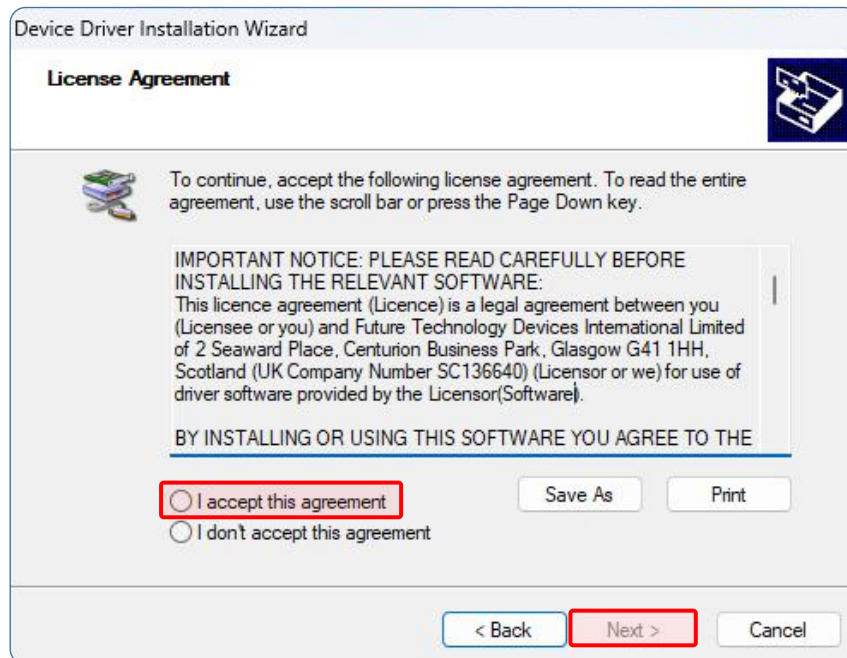 Device Driver Installation Wizard
License Agreement
To continue, accept the following license agreement. To read the entire
agreement, use the scroll bar or press the Page Down key.
IMPORTANT NOTICE: PLEASE READ CAREFULLY BEFORE
INSTALLING THE RELEVANT SOFTWARE:
This licence agreement (Licence) is a legal agreement between you
(Licensee or you) and Future Technology Devices International Limited
of 2 Seaward Place, Centurion Business Park, Glasgow G41 1HH,
Scotland (UK Company Number SC136640) (Licensor or we) for use of
driver software provided by the Licensor(Software).
BY INSTALLING OR USING THIS SOFTWARE YOU AGREE TO THE
I accept this agreement
Save As
Print
I don't accept this agreement
< Back
Next >
Cancel